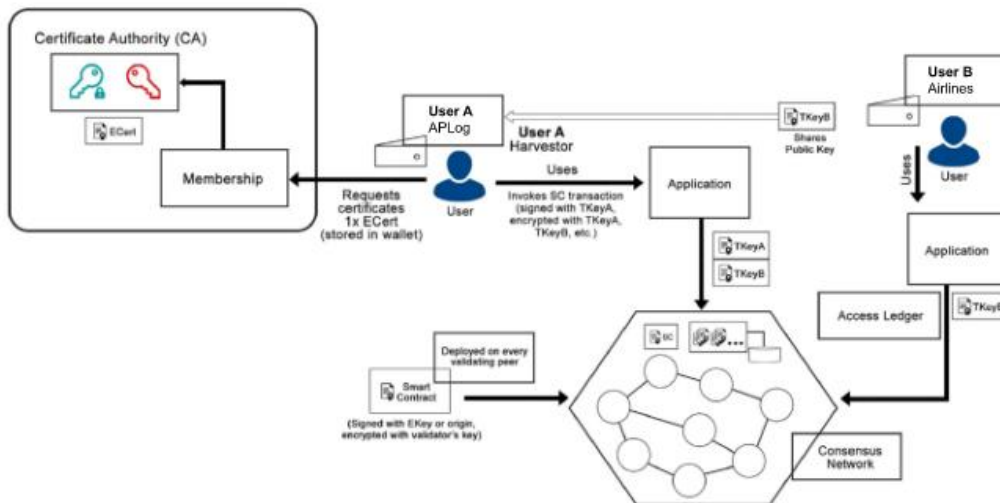 Certificate Authority (CA)
ECert
Membership
User A
APLog
User A
Harvestor
User
Requests
certificates
1x ECert
(stored in wallet)
Uses
Invokes SC transaction
(signed with TKeyA,
encrypted with TKeyA,
TKeyB, etc.)
Application
TKeyB
Shares
Public Key
User B
Airlines
User
Uses
Application
TKeyA
TKeyB
Access Ledger
TKeyB
Deployed on every
validating peer
Smart
Contract
(Signed with EKey or origin,
encrypted with validator's key)
SC
...
Consensus
Network